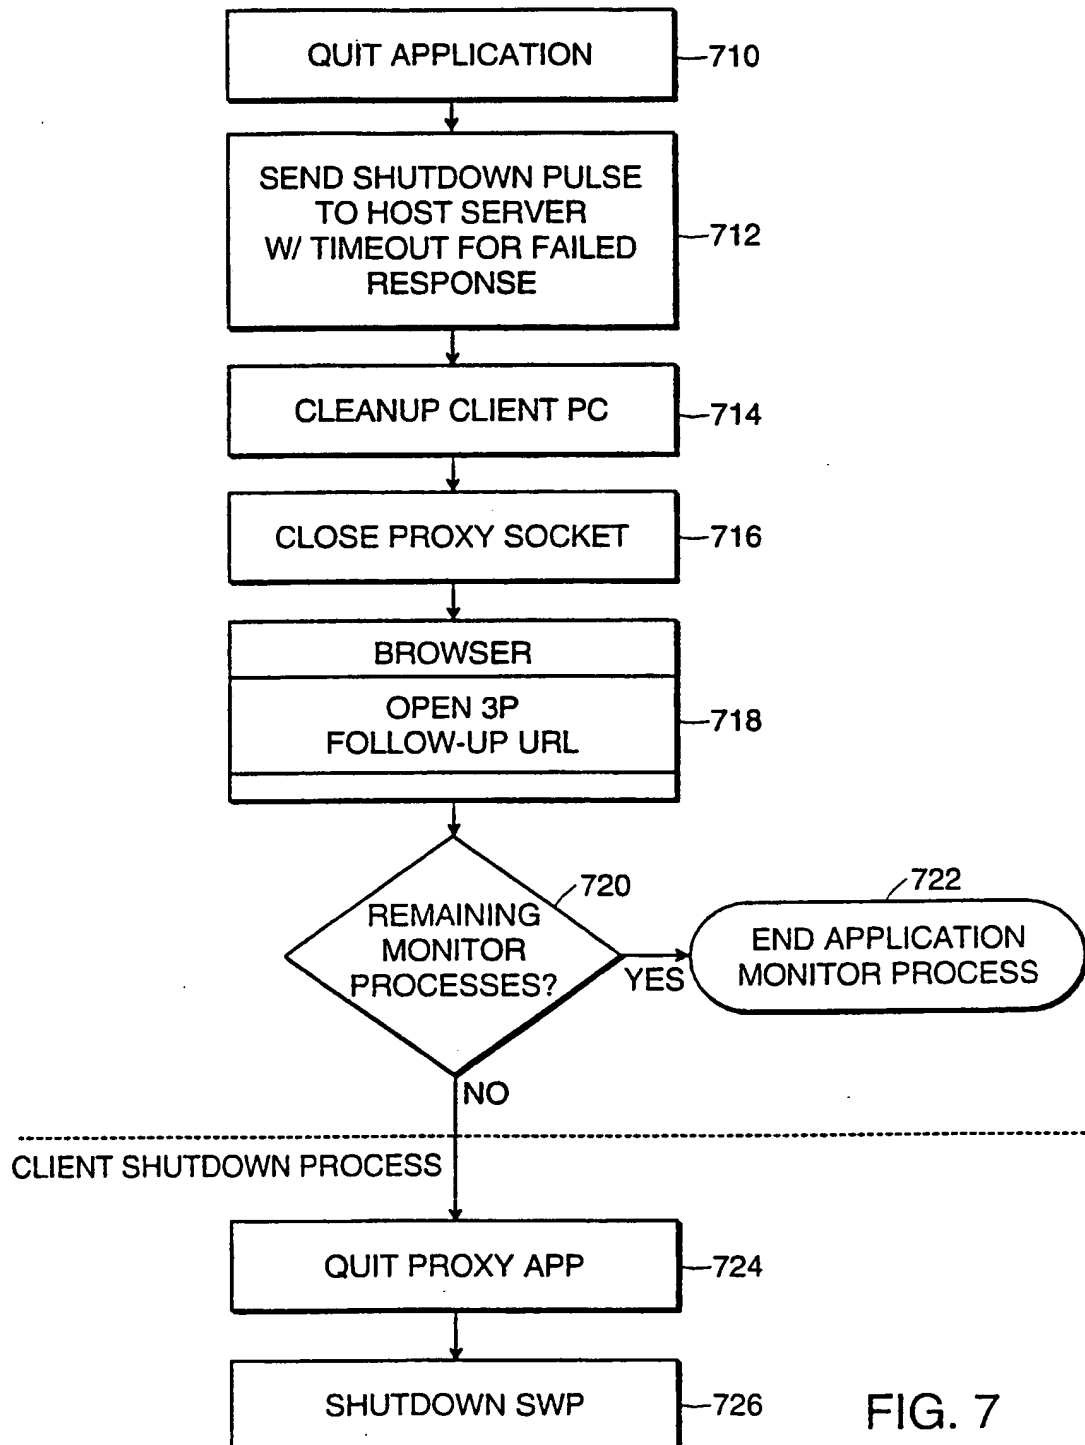 QUIT APPLICATION
710
SEND SHUTDOWN PULSE
TO HOST SERVER
W/ TIMEOUT FOR FAILED
RESPONSE
712
CLEANUP CLIENT PC
714
CLOSE PROXY SOCKET
716
BROWSER
OPEN 3P
FOLLOW-UP URL
718
REMAINING
MONITOR
PROCESSES?
720
YES
722
END APPLICATION
MONITOR PROCESS
NO
CLIENT SHUTDOWN PROCESS
QUIT PROXY APP
724
SHUTDOWN SWP
726
FIG. 7